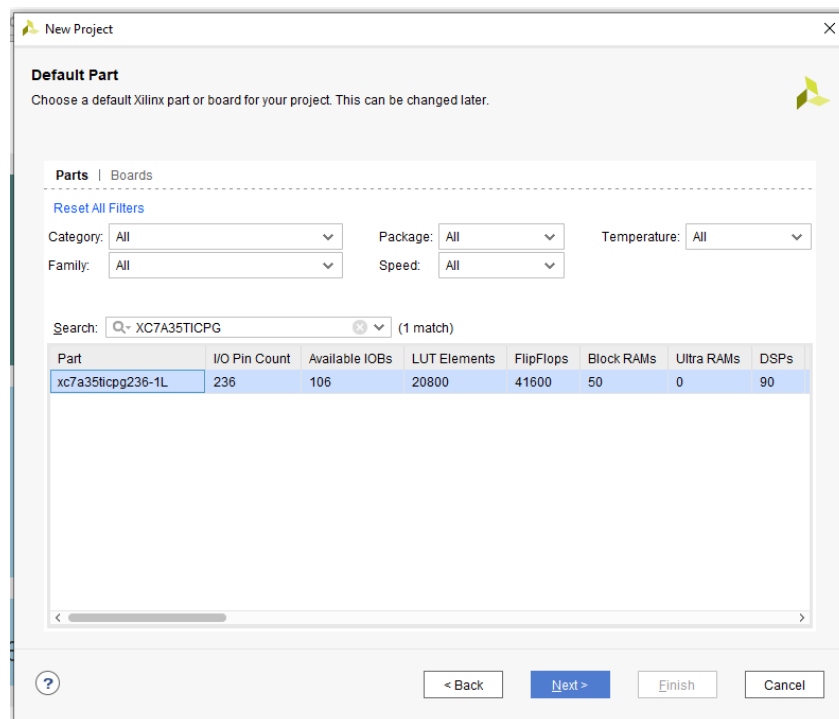 New Project
Default Part
Choose a default Xilinx part or board for your project. This can be changed later.
Parts | Boards
Reset All Filters
Category: All Package: All Temperature: All
Family: All Speed: All
Search: XC7A35TICPG (1 match)
Part I/O Pin Count Available IOBs LUT Elements FlipFlops Block RAMs Ultra RAMs DSPs
xc7a35ticpg236-1L 236 106 20800 41600 50 0 90
? < Back Next > Finish Cancel